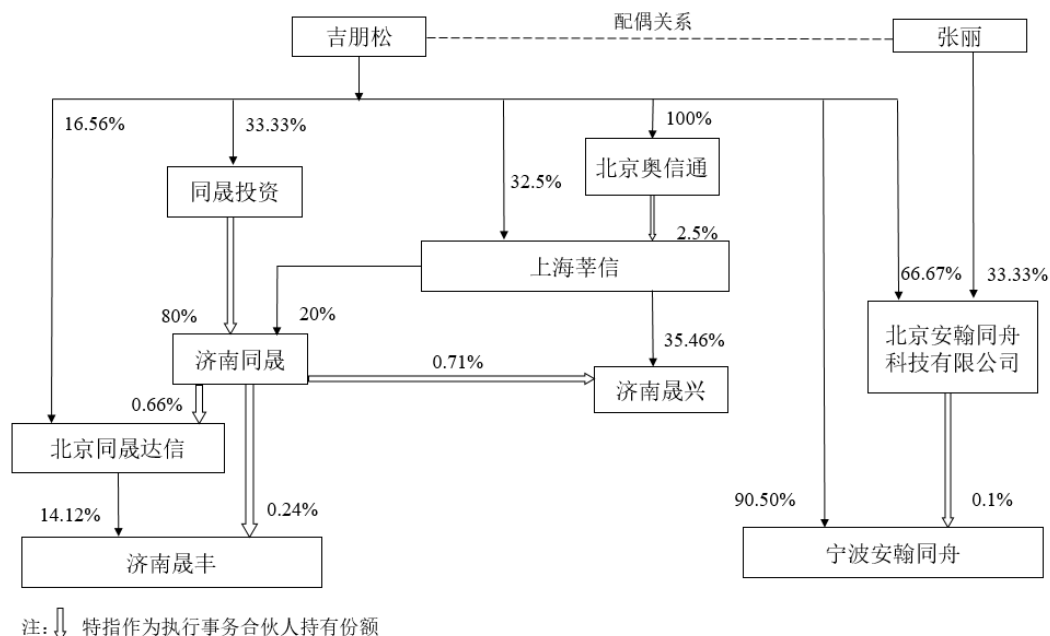 吉朋松
配偶关系
张丽
16.56%
33.33%
100%
同晟投资
32.5%
北京奥信通
2.5%
上海莘信
66.67%
33.33%
80%
20%
济南同晟
0.71%
35.46%
济南晟兴
北京安翰同舟
科技有限公司
0.66%
北京同晟达信
14.12%
0.24%
90.50%
0.1%
济南晟丰
宁波安翰同舟
注: 特指作为执行事务合伙人持有份额